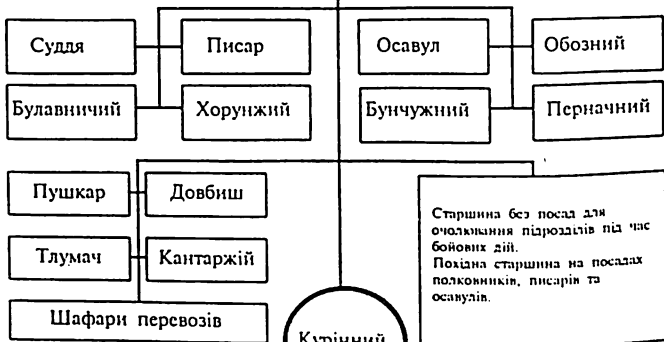 Суддя
Писар
Осавул
Обозний
Булавничий
Хорунжий
Бунчужний
Перначний
Пушкар
Довбиш
Тлумач
Кантаржій
Шафари перевозів
Старшина без посад для
очолювання підрозділів під час
бойових дій.
Похідна старшина на посадах
полковників, писарів та
осавулів.
Курінний